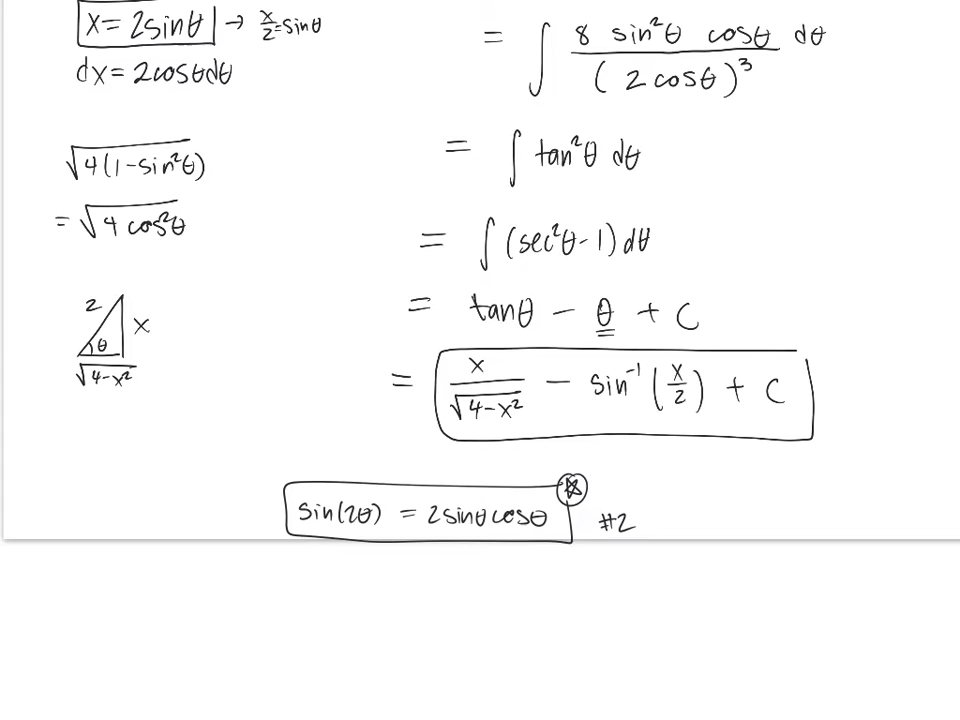 x = 2sinθ → x/2 = sinθ
dx = 2cosθdθ
√(4(1-sin²θ))
= √(4cos²θ)
2
x
θ
√(4-x²)
= ∫ 8 sin²θ cosθ dθ / (2cosθ)³
= ∫ tan²θ dθ
= ∫ (sec²θ-1)dθ
= tanθ - θ + C
= x/√(4-x²) - sin⁻¹(x/2) + C
sin(2θ) = 2sinθcosθ
#2